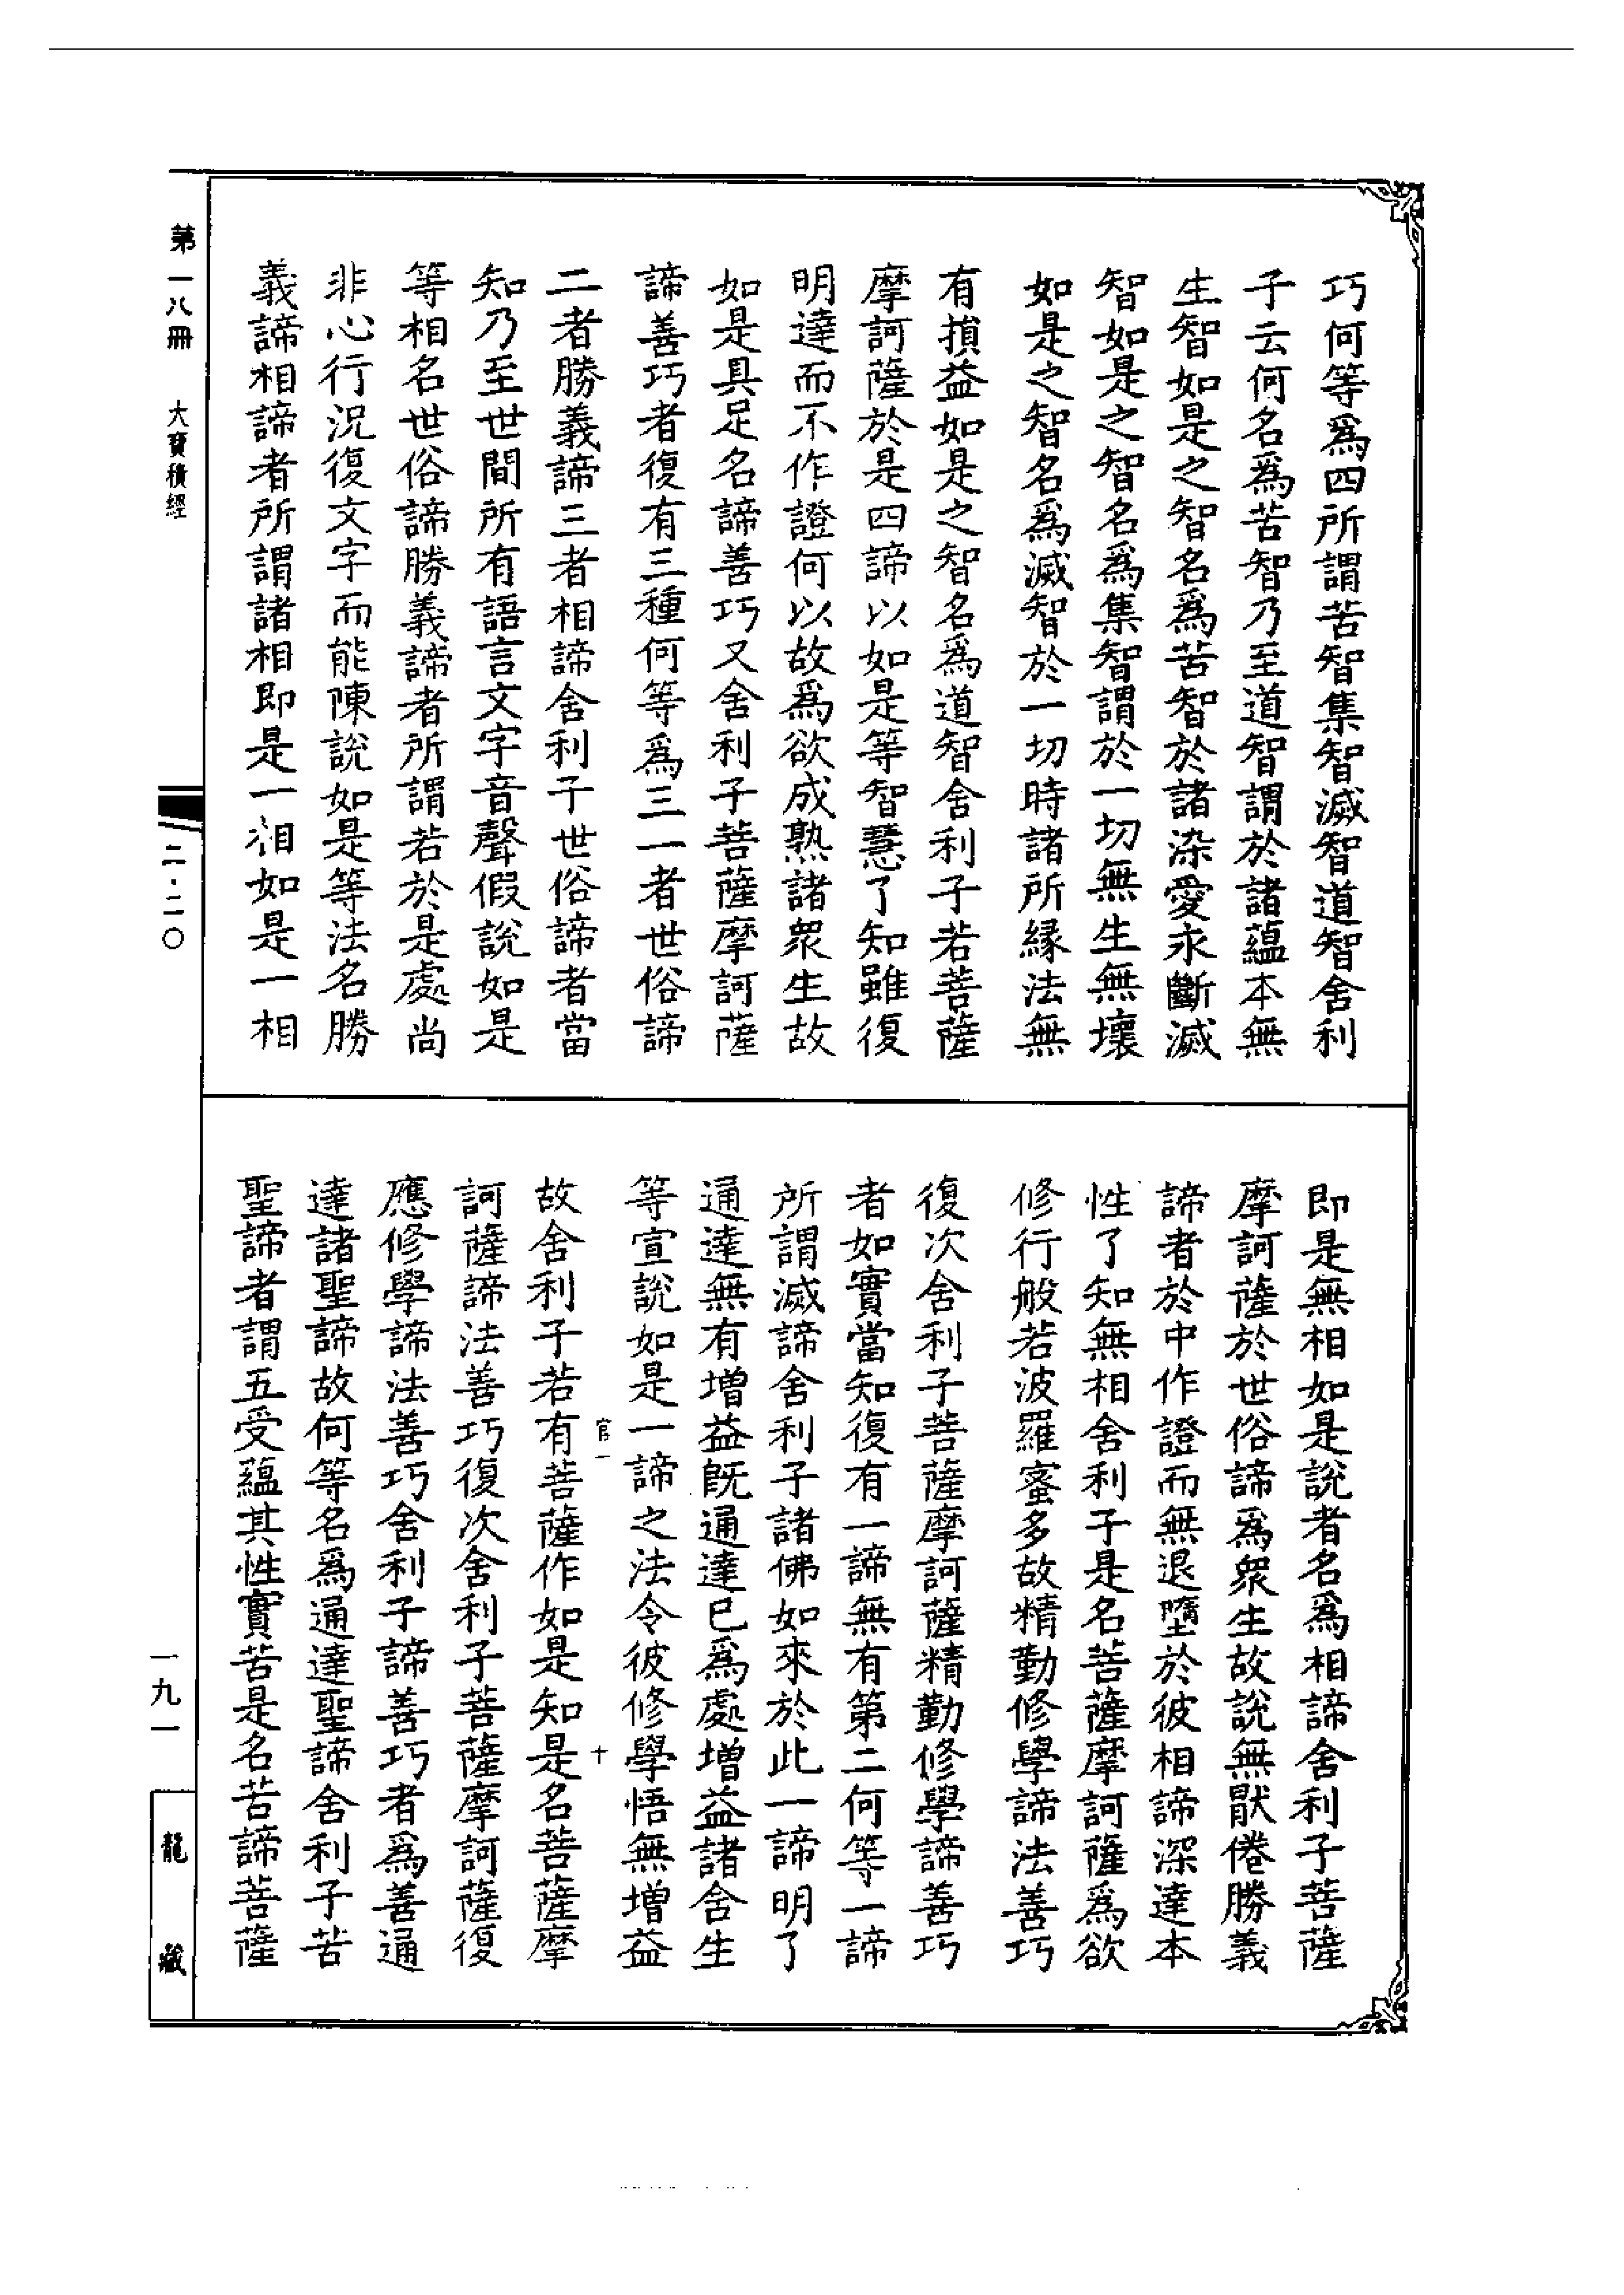 巧何等爲四所謂苦智集智滅智道智舍利
子云何名爲苦智乃至道智謂於諸蘊本無
生智如是之智名爲苦智於諸染愛永斷滅
智如是之智名爲集智謂於一切無生無壞
如是之智名爲滅智於一切時諸所緣法無
有損益如是之智名爲道智舍利子若菩薩
摩訶薩於是四諦以如是等智慧了知雖復
明達而不作證何以故爲欲成熟諸衆生故
如是具足名諦善巧又舍利子菩薩摩訶薩
諦善巧者復有三種何等爲三一者世俗諦
二者勝義諦三者相諦舍利子世俗諦者當
知乃至世間所有語言文字音聲假說如是
等相名世俗諦勝義諦者所謂若於是處尚
非心行況復文字而能陳說如是等法名勝
義諦相諦者所謂諸相即是一相如是一相
即是無相如是說者名爲相諦舍利子菩薩
摩訶薩於世俗諦爲衆生故說無猒倦勝義
諦者於中作證而無退墮於彼相諦深達本
性了知無相舍利子是名菩薩摩訶薩爲欲
修行般若波羅蜜多故精勤修學諦法善巧
復次舍利子菩薩摩訶薩精勤修學諦善巧
者如實當知復有一諦無有第二何等一諦
所謂滅諦舍利子諸佛如來於此一諦明了
通達無有增益旣通達已爲處增益諸舍生
等宣說如是一諦之法令彼修學悟無增益
故舍利子若有菩薩作如是知是名菩薩摩
訶薩諦法善巧復次舍利子菩薩摩訶薩復
應修學諦法善巧舍利子諦善巧者爲善通
達諸聖諦故何等名爲通達聖諦舍利子苦
聖諦者謂五受蘊其性實苦是名苦諦菩薩
官一
十
第一八冊 大寶積經
二·二〇
一九一
龍藏